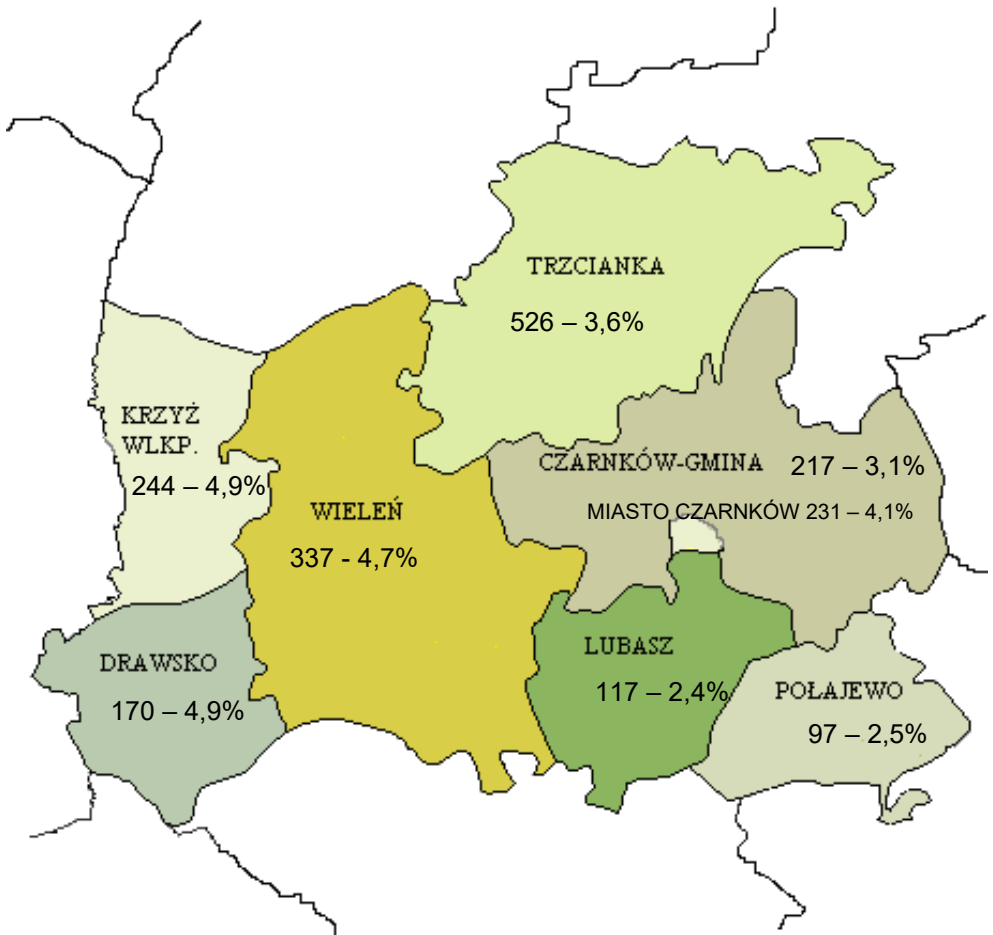 TRZCIANKA
526 – 3,6%
KRZYŻ
WLKP.
244 – 4,9%
WIELEŃ
337 - 4,7%
CZARNKÓW-GMINA 217 – 3,1%
MIASTO CZARNKÓW 231 – 4,1%
DRAWSKO
170 – 4,9%
LUBASZ
117 – 2,4%
POŁAJEWO
97 – 2,5%